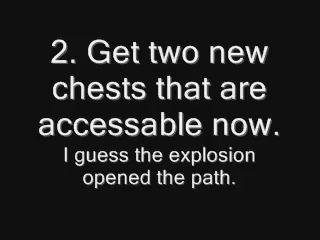 2. Get two new
chests that are
accessable now.
I guess the explosion
opened the path.